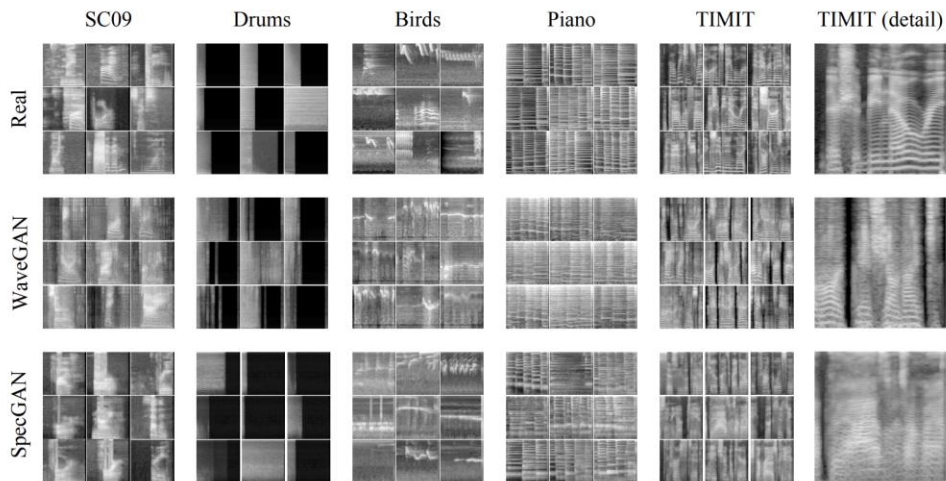 SC09 Drums Birds Piano TIMIT TIMIT (detail)
Real
WaveGAN
SpecGAN